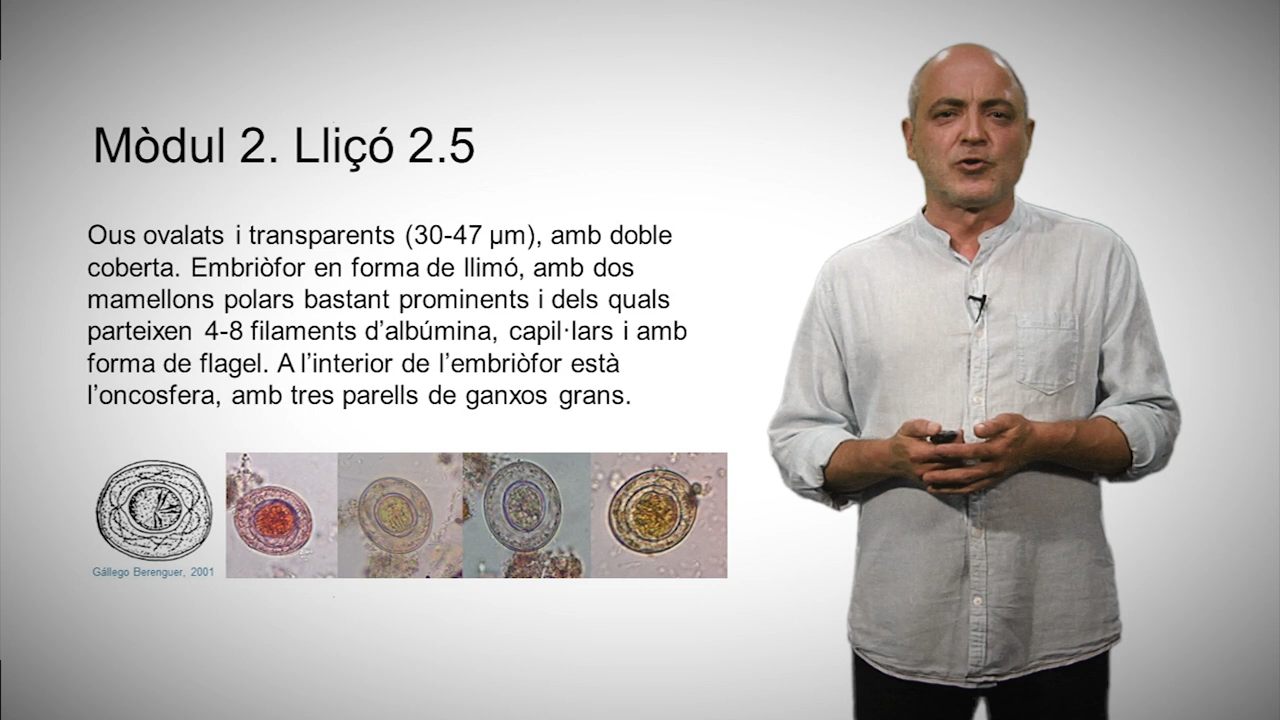 Mòdul 2. Lliçó 2.5
Ous ovalats i transparents (30-47 µm), amb doble
coberta. Embriòfor en forma de llimó, amb dos
mamellons polars bastant prominents i dels quals
parteixen 4-8 filaments d’albúmina, capil·lars i amb
forma de flagel. A l’interior de l’embriòfor està
l’oncosfera, amb tres parells de ganxos grans.
Gállego Berenguer, 2001